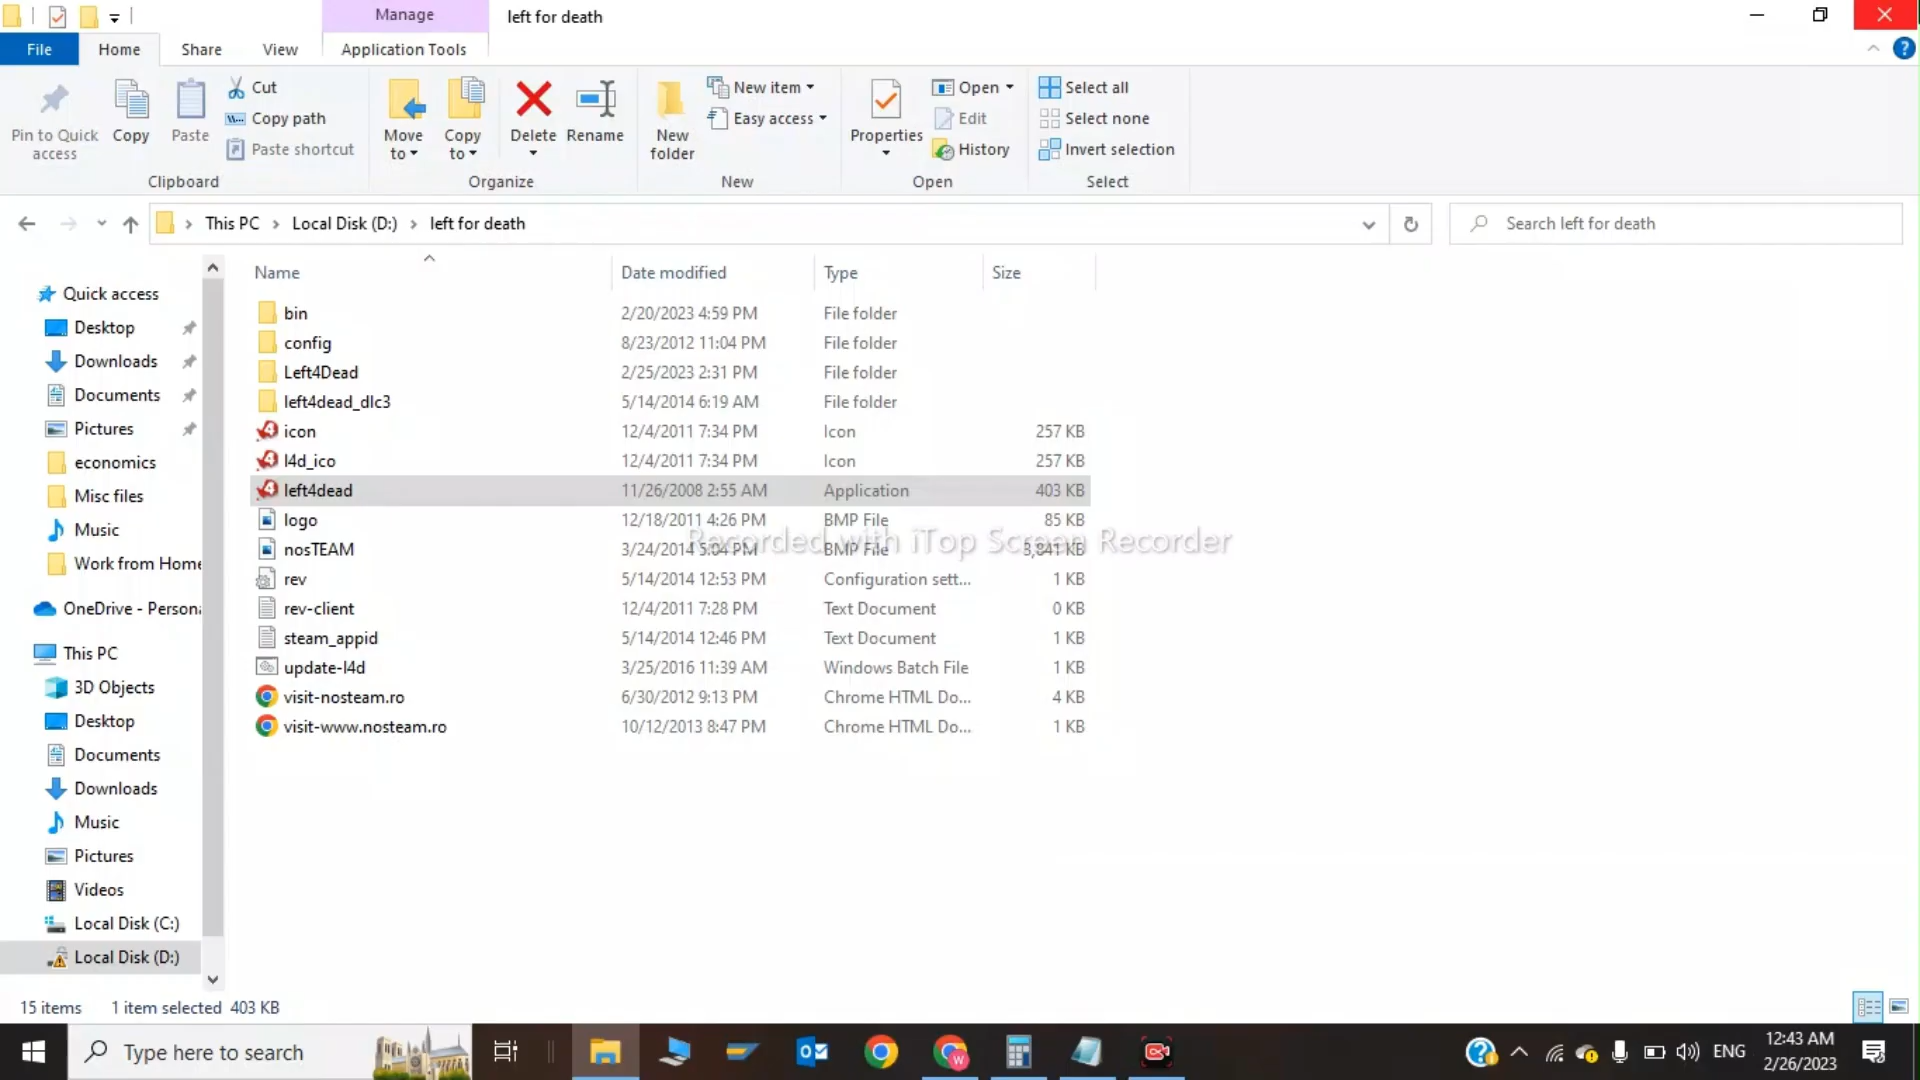 Manage
left for death
File
Home
Share
View
Application Tools
Pin to Quick access
Copy
Paste
Cut
Copy path
Paste shortcut
Move to
Copy to
Delete
Rename
New folder
New item
Easy access
Properties
Open
Edit
History
Select all
Select none
Invert selection
Clipboard
Organize
New
Open
Select
This PC > Local Disk (D:) > left for death
Search left for death
Name Date modified Type Size
Quick access
Desktop
Downloads
Documents
Pictures
economics
Misc files
Music
Work from Home
OneDrive - Persona
This PC
3D Objects
Desktop
Documents
Downloads
Music
Pictures
Videos
Local Disk (C:)
Local Disk (D:)
bin 2/20/2023 4:59 PM File folder
config 8/23/2012 11:04 PM File folder
Left4Dead 2/25/2023 2:31 PM File folder
left4dead_dlc3 5/14/2014 6:19 AM File folder
icon 12/4/2011 7:34 PM Icon 257 KB
l4d_ico 12/4/2011 7:34 PM Icon 257 KB
left4dead 11/26/2008 2:55 AM Application 403 KB
logo 12/18/2011 4:26 PM BMP File 85 KB
nosTEAM 3/24/2014 5:04 PM BMP File 3,841 KB
Recorded with iTop Screen Recorder
rev 5/14/2014 12:53 PM Configuration sett... 1 KB
rev-client 12/4/2011 7:28 PM Text Document 0 KB
steam_appid 5/14/2014 12:46 PM Text Document 1 KB
update-l4d 3/25/2016 11:39 AM Windows Batch File 1 KB
visit-nosteam.ro 6/30/2012 9:13 PM Chrome HTML Do... 4 KB
visit-www.nosteam.ro 10/12/2013 8:47 PM Chrome HTML Do... 1 KB
15 items 1 item selected 403 KB
Type here to search
ENG
12:43 AM
2/26/2023